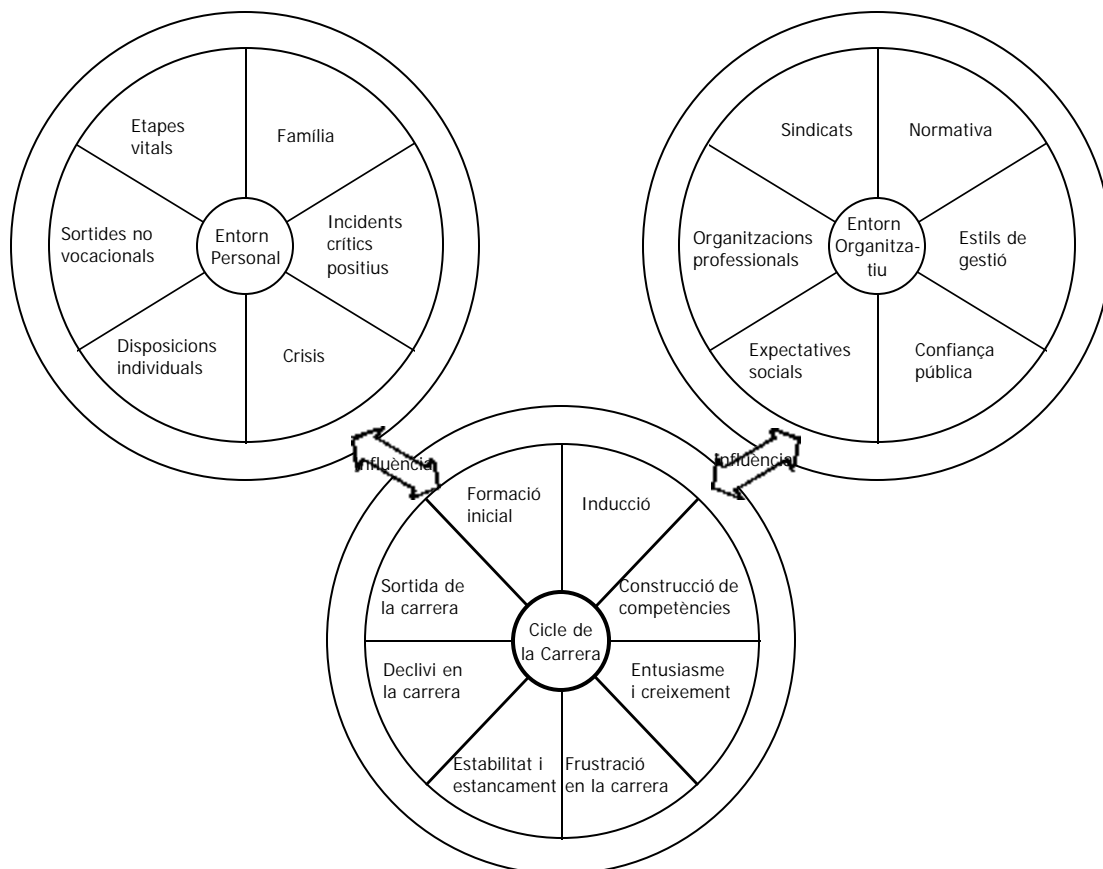 Etapes
vitals
Família
Sortides no
vocacionals
Entorn
Personal
Incidents
crítics
positius
Disposicions
individuals
Crisis
Sindicats
Normativa
Organitzacions
professionals
Entorn
Organitza-
tiu
Estils de
gestió
Expectatives
socials
Confiança
pública
Influència
Influència
Formació
inicial
Inducció
Sortida de
la carrera
Construcció de
competències
Cicle de
la Carrera
Declivi en
la carrera
Entusiasme
i creixement
Estabilitat i
estancament
Frustració
en la carrera